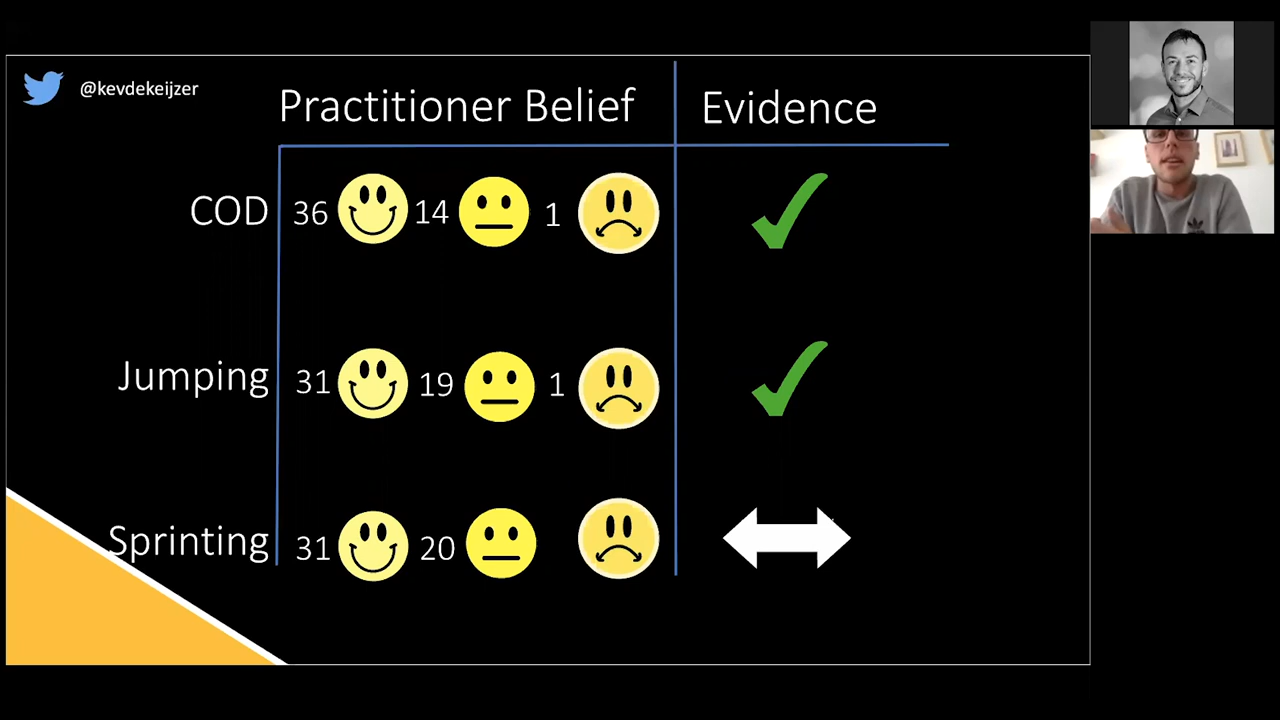 @kevdekeijzer
Practitioner Belief Evidence
COD 36 14 1
Jumping 31 19 1
Sprinting 31 20